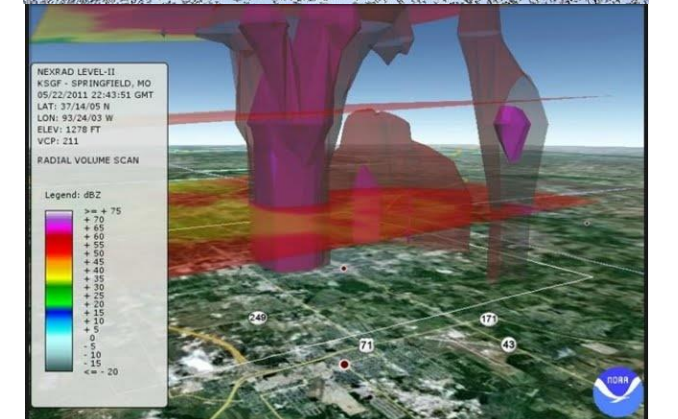 NEXRAD LEVEL-II
KSGF - SPRINGFIELD, MO
05/22/2011 22:43:51 GMT
LAT: 37/14/05 N
LON: 93/24/03 W
ELEV: 1278 FT
VCP: 211
RADIAL VOLUME SCAN
Legend: dBZ
>= + 75
+ 70
+ 65
+ 60
+ 55
+ 50
+ 45
+ 40
+ 35
+ 30
+ 25
+ 20
+ 15
+ 10
+ 5
0
- 5
- 10
- 15
<= - 20
249
171
71
43
NOAA